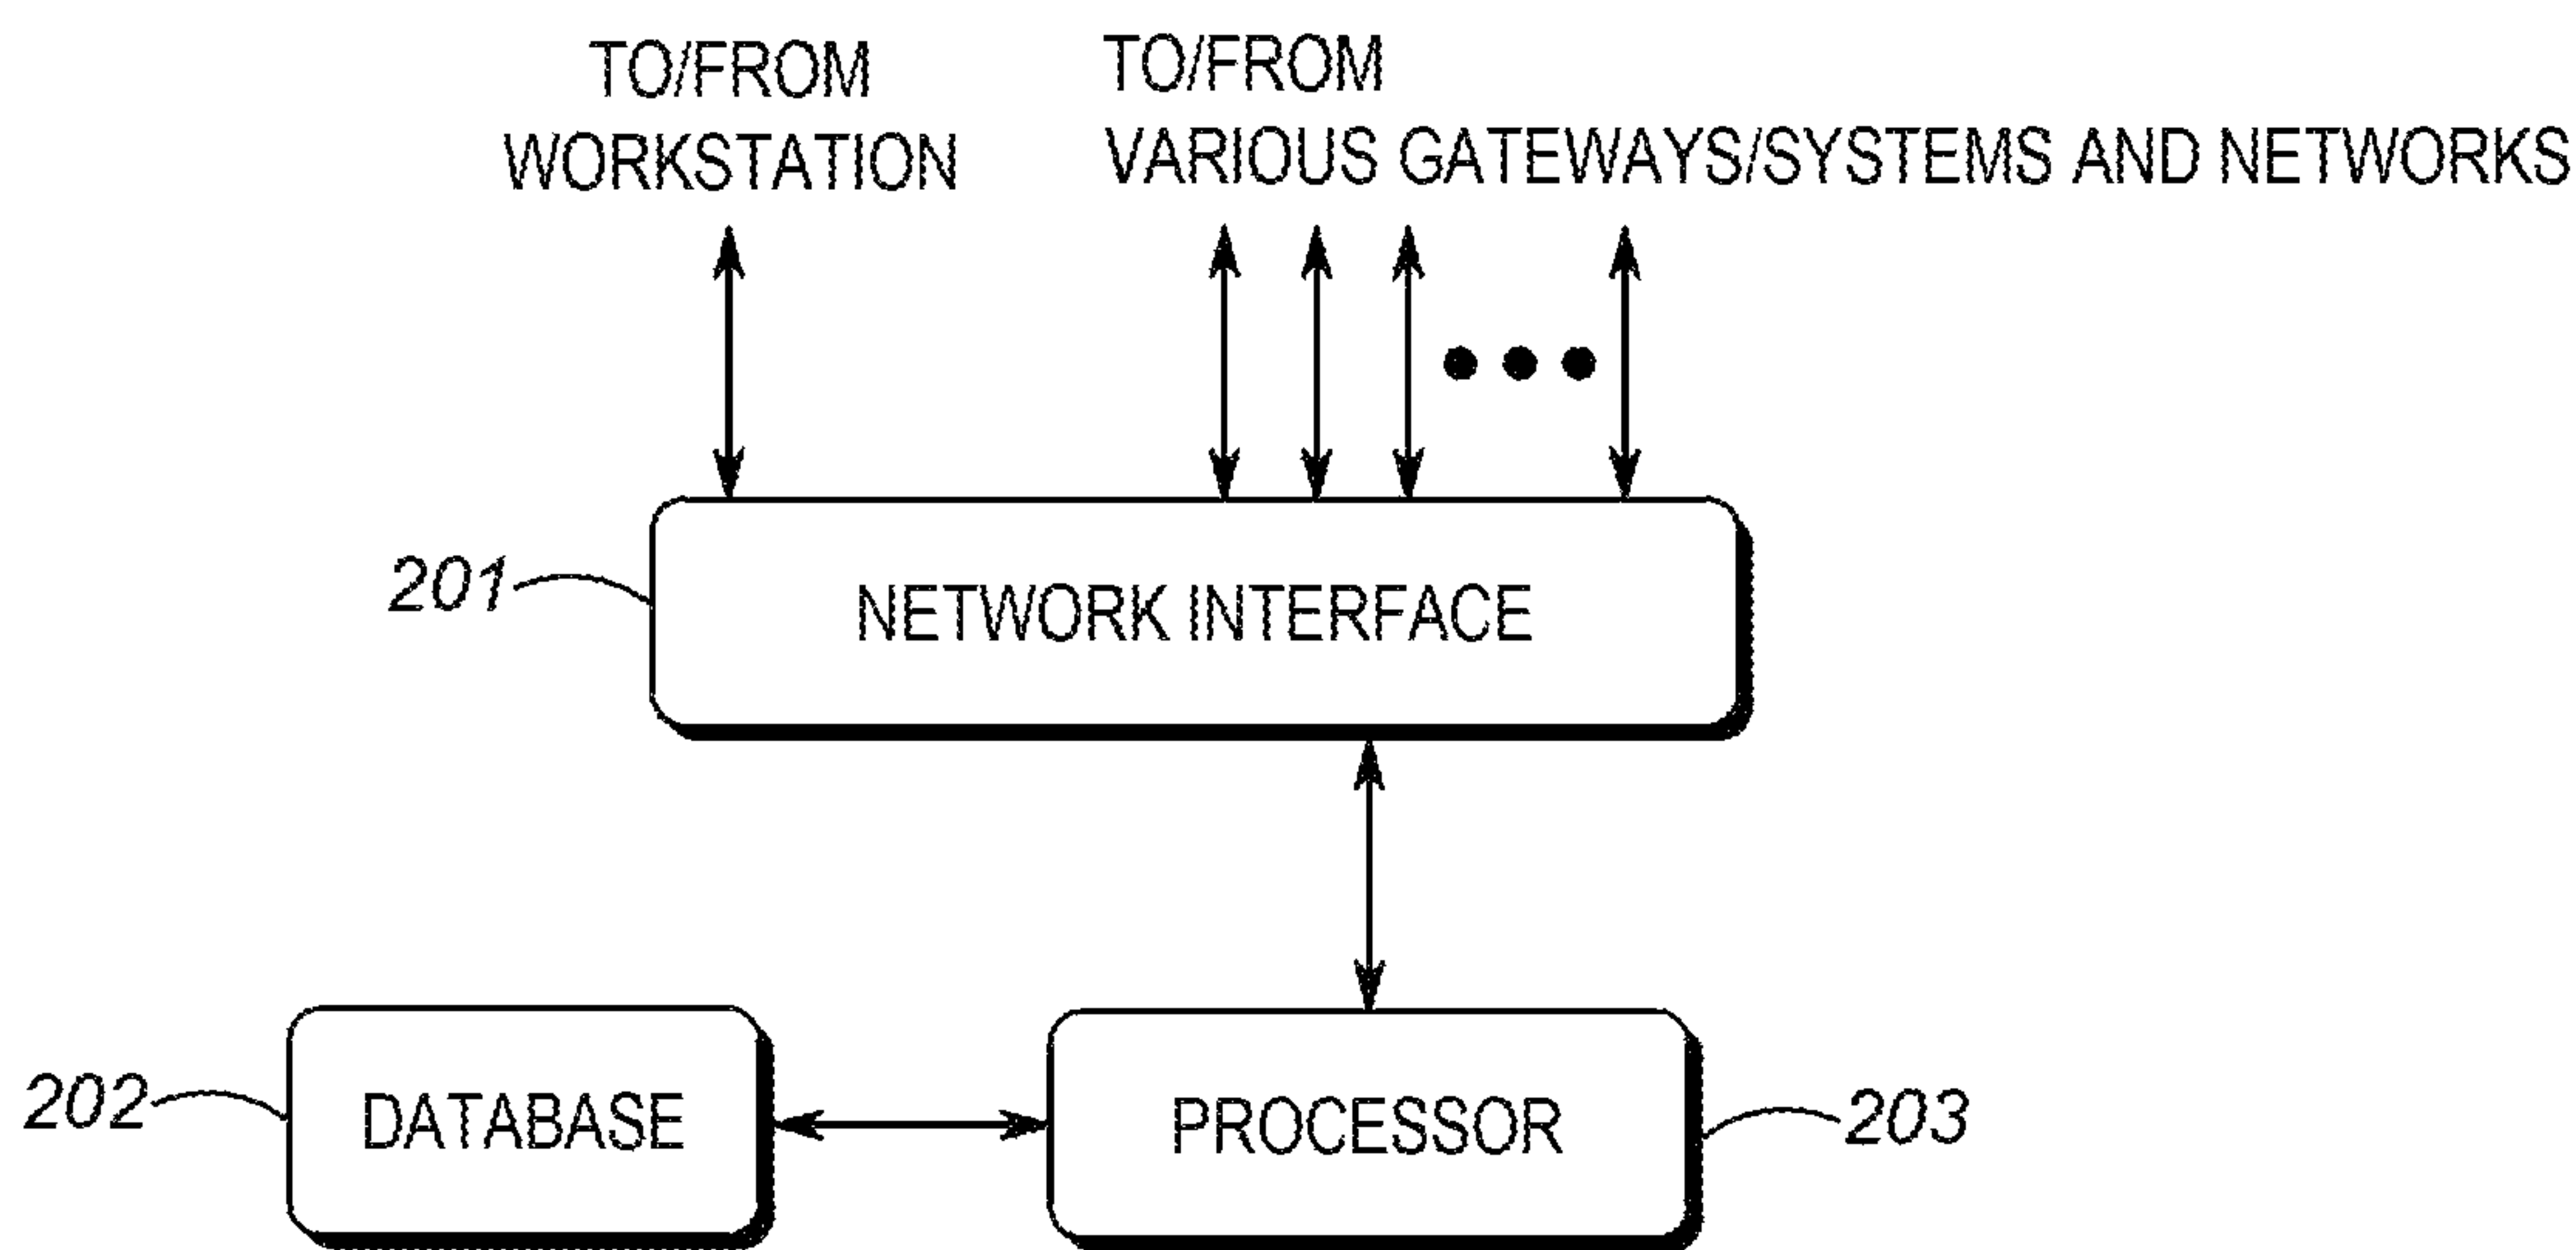 TO/FROM
WORKSTATION
TO/FROM
VARIOUS GATEWAYS/SYSTEMS AND NETWORKS
201
NETWORK INTERFACE
202
DATABASE
PROCESSOR
203